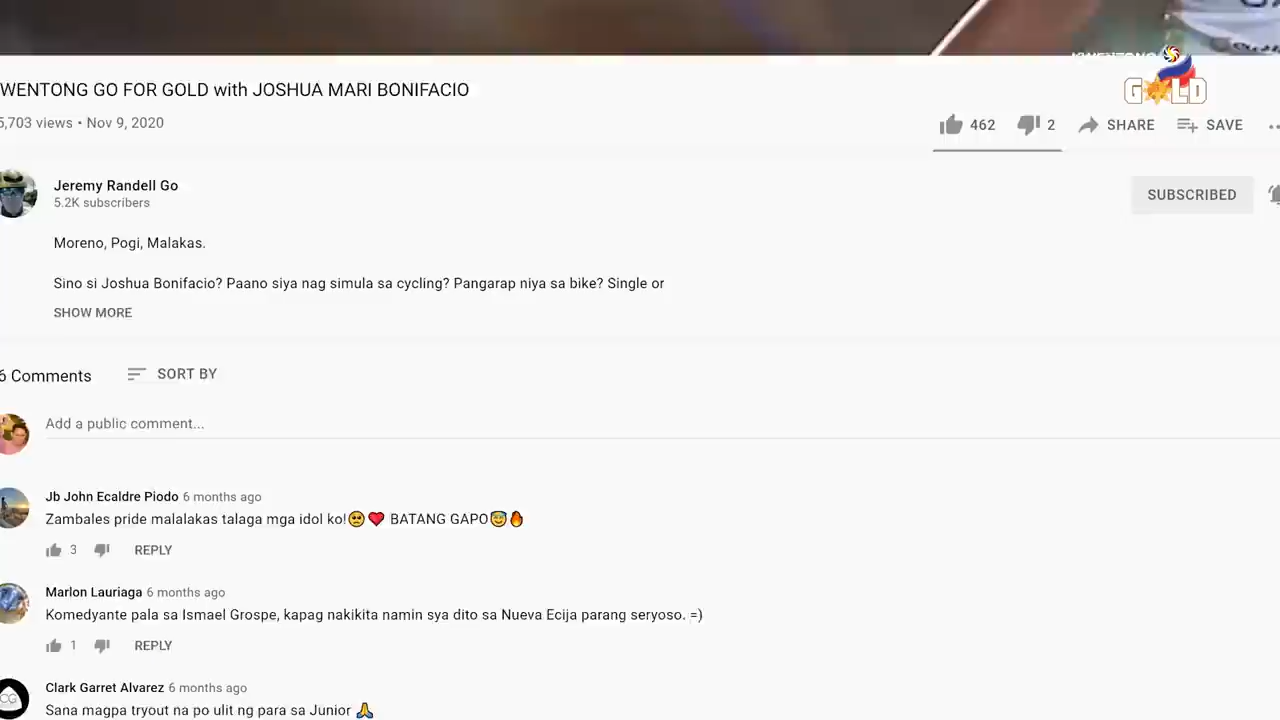 WENTONG GO FOR GOLD with JOSHUA MARI BONIFACIO
5,703 views • Nov 9, 2020
462
2
SHARE
SAVE
Jeremy Randell Go
5.2K subscribers
SUBSCRIBED
Moreno, Pogi, Malakas.
Sino si Joshua Bonifacio? Paano siya nag simula sa cycling? Pangarap niya sa bike? Single or
SHOW MORE
6 Comments
SORT BY
Add a public comment...
Jb John Ecaldre Piodo 6 months ago
Zambales pride malalakas talaga mga idol ko!🥺❤️ BATANG GAPO😇🔥
3
REPLY
Marlon Lauriaga 6 months ago
Komedyante pala sa Ismael Grospe, kapag nakikita namin sya dito sa Nueva Ecija parang seryoso. =)
1
REPLY
Clark Garret Alvarez 6 months ago
Sana magpa tryout na po ulit ng para sa Junior 🙏
KWENTONG
GOLD
CG